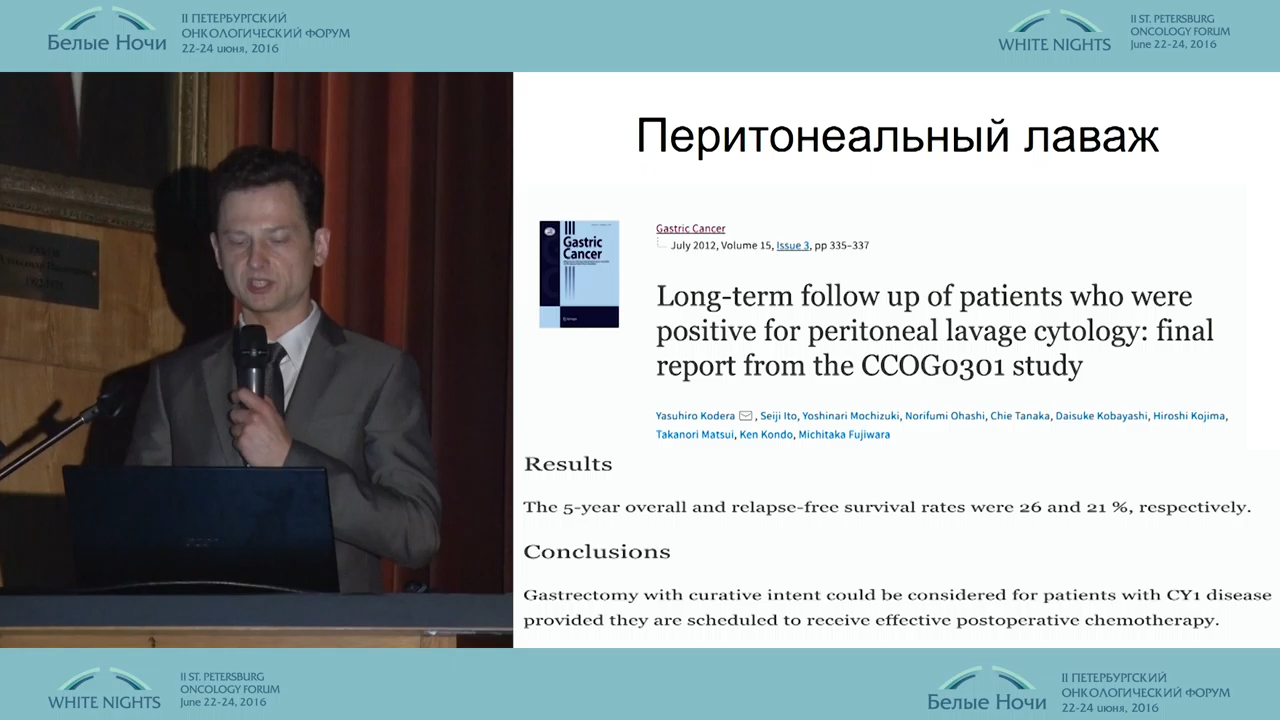 Белые Ночи
II ПЕТЕРБУРГСКИЙ
ОНКОЛОГИЧЕСКИЙ ФОРУМ
22-24 июня, 2016
WHITE NIGHTS
II ST. PETERSBURG
ONCOLOGY FORUM
June 22-24, 2016
Перитонеальный лаваж
Gastric
Cancer
Gastric Cancer
July 2012, Volume 15, Issue 3, pp 335–337
Long-term follow up of patients who were
positive for peritoneal lavage cytology: final
report from the CCOG0301 study
Yasuhiro Kodera, Seiji Ito, Yoshinari Mochizuki, Norifumi Ohashi, Chie Tanaka, Daisuke Kobayashi, Hiroshi Kojima,
Takanori Matsui, Ken Kondo, Michitaka Fujiwara
Results
The 5-year overall and relapse-free survival rates were 26 and 21 %, respectively.
Conclusions
Gastrectomy with curative intent could be considered for patients with CY1 disease
provided they are scheduled to receive effective postoperative chemotherapy.
WHITE NIGHTS
II ST. PETERSBURG
ONCOLOGY FORUM
June 22-24, 2016
Белые Ночи
II ПЕТЕРБУРГСКИЙ
ОНКОЛОГИЧЕСКИЙ ФОРУМ
22-24 июня, 2016